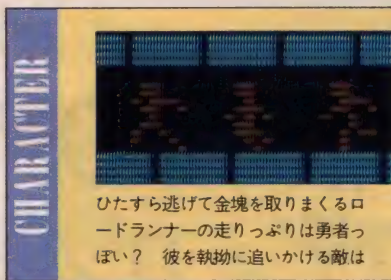 CHARACTER
ひたすら逃げて金塊を取りまくるロ
ードランナーの走りっぷりは勇者っ
ぽい？　彼を執拗に追いかける敵は